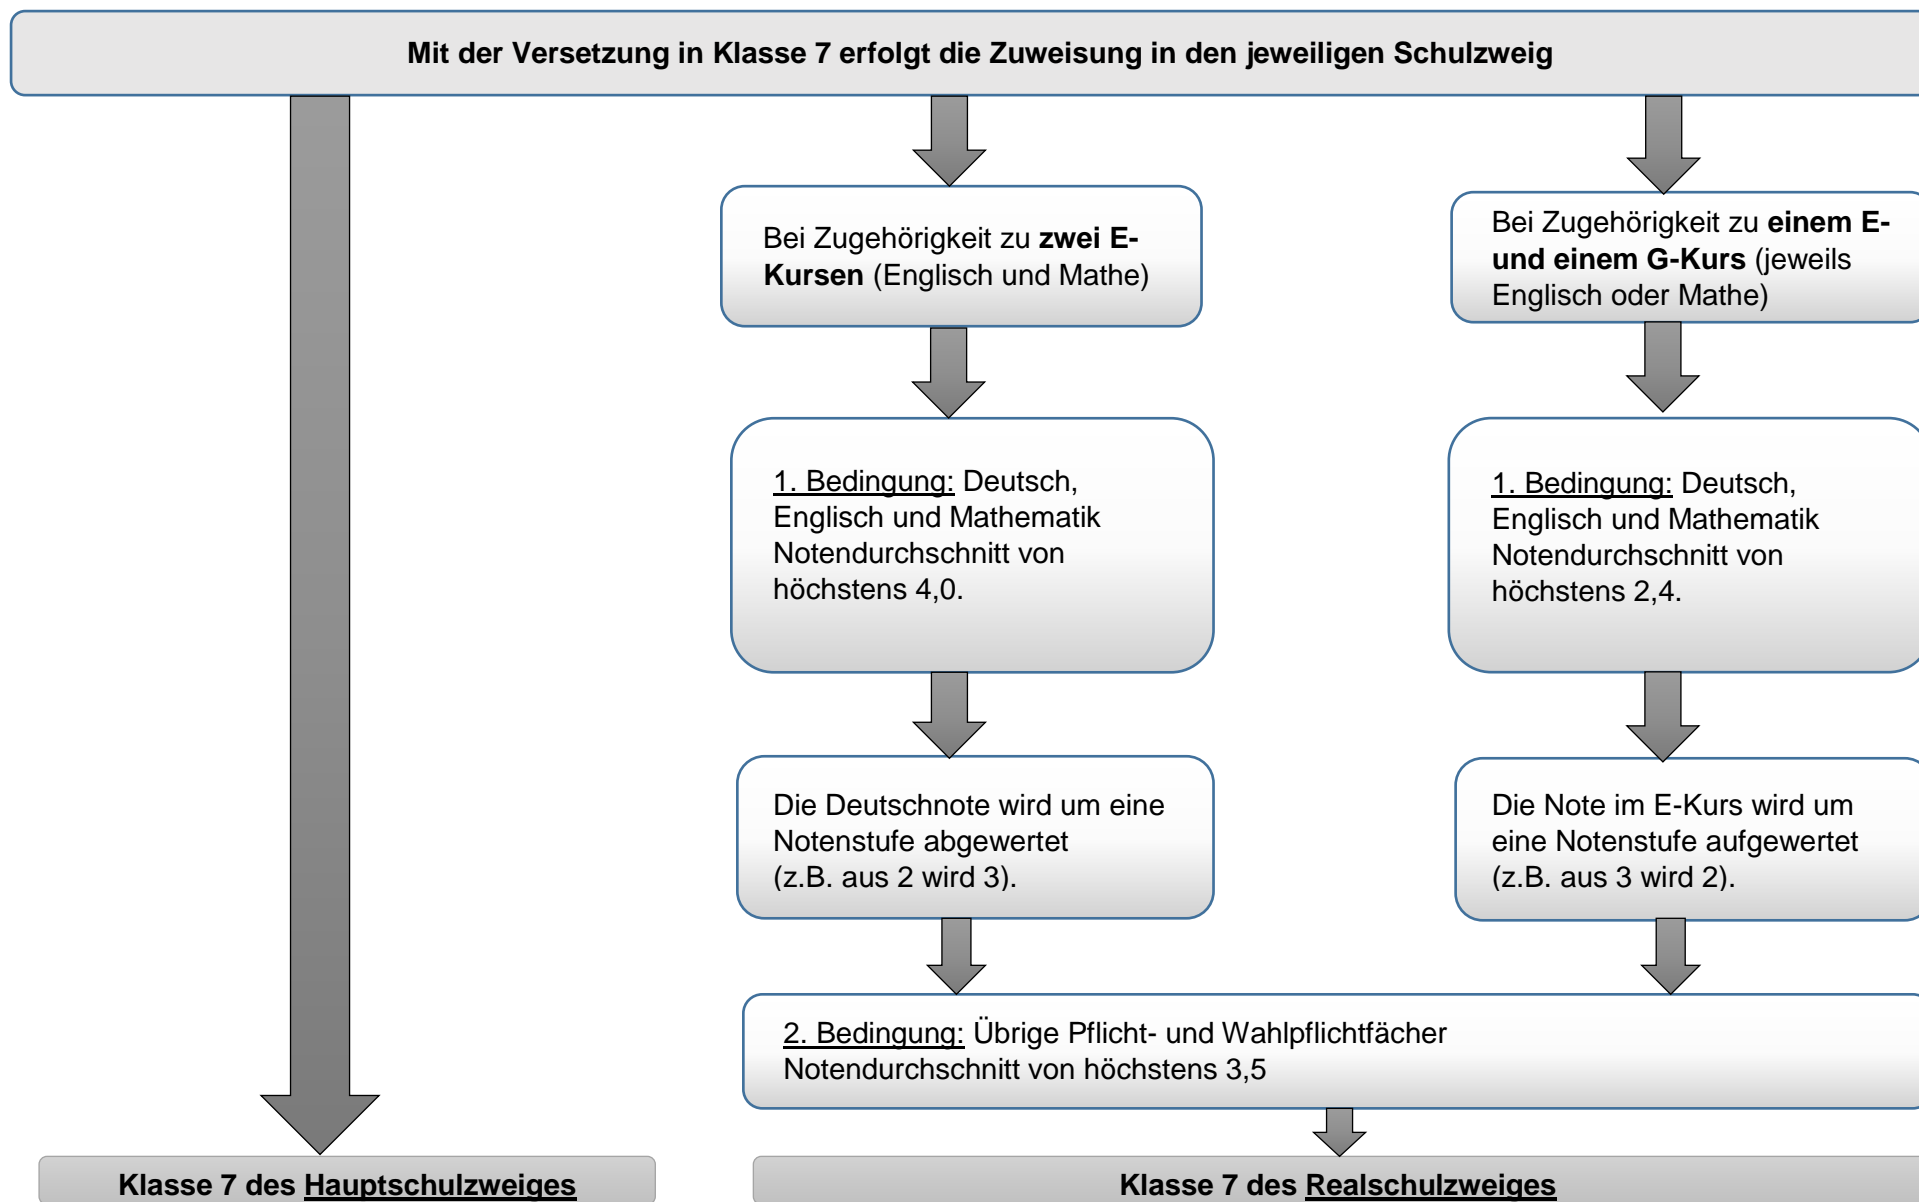 Mit der Versetzung in Klasse 7 erfolgt die Zuweisung in den jeweiligen Schulzweig
Bei Zugehörigkeit zu zwei E-
Kursen (Englisch und Mathe)
Bei Zugehörigkeit zu einem E-
und einem G-Kurs (jeweils
Englisch oder Mathe)
1. Bedingung: Deutsch,
Englisch und Mathematik
Notendurchschnitt von
höchstens 4,0.
1. Bedingung: Deutsch,
Englisch und Mathematik
Notendurchschnitt von
höchstens 2,4.
Die Deutschnote wird um eine
Notenstufe abgewertet
(z.B. aus 2 wird 3).
Die Note im E-Kurs wird um
eine Notenstufe aufgewertet
(z.B. aus 3 wird 2).
2. Bedingung: Übrige Pflicht- und Wahlpflichtfächer
Notendurchschnitt von höchstens 3,5
Klasse 7 des Hauptschulzweiges
Klasse 7 des Realschulzweiges